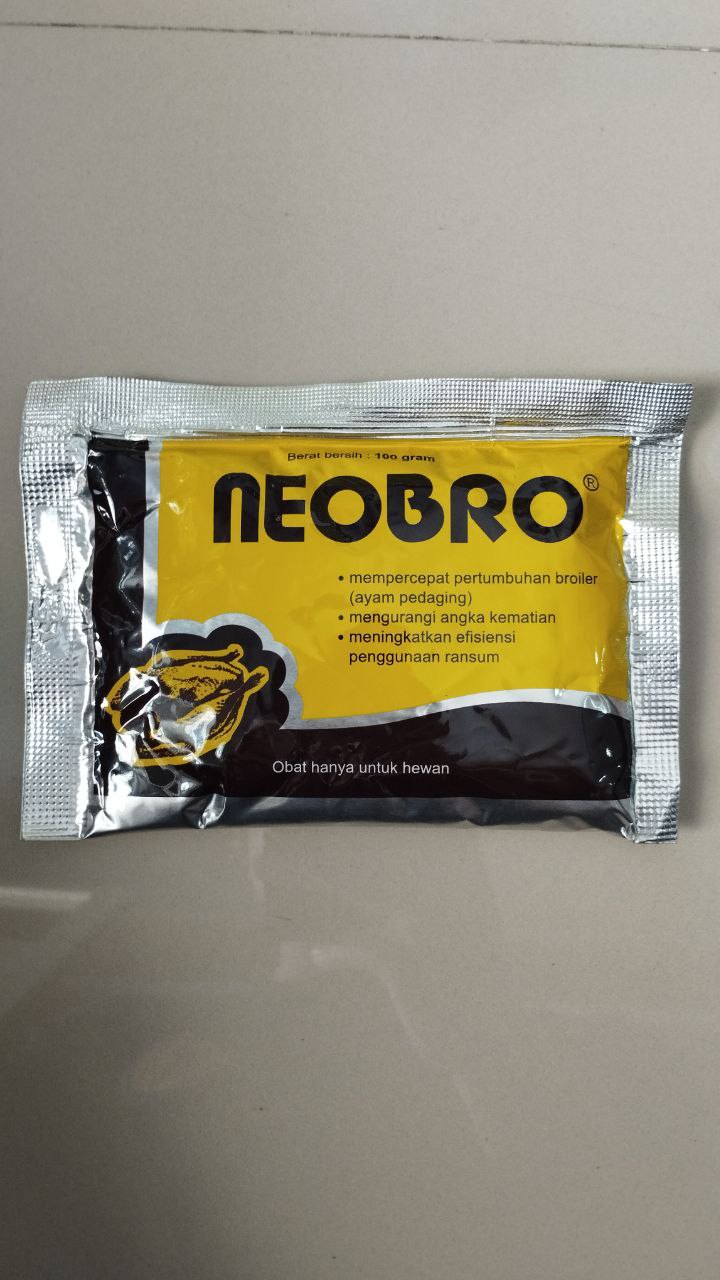 Berat bersih : 100 gram
NEOBRO®
• mempercepat pertumbuhan broiler
(ayam pedaging)
• mengurangi angka kematian
• meningkatkan efisiensi
penggunaan ransum
Obat hanya untuk hewan